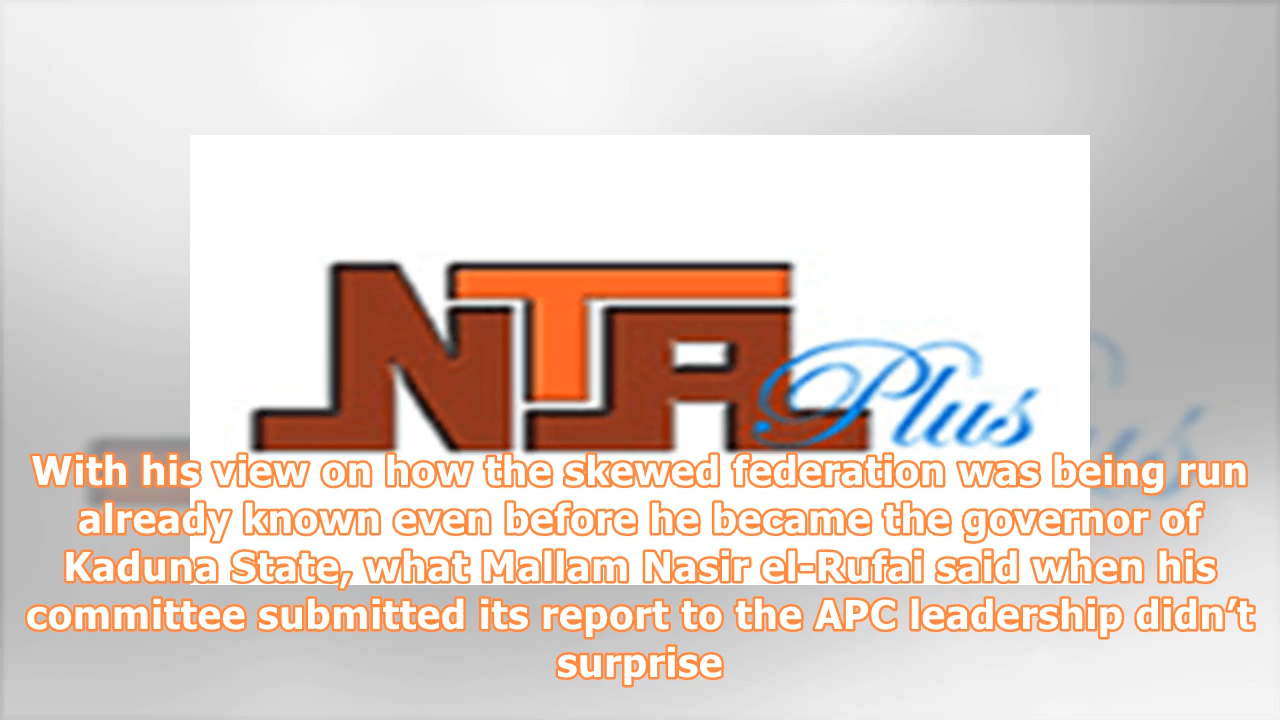 NTA Plus
With his view on how the skewed federation was being run
already known even before he became the governor of
Kaduna State, what Mallam Nasir el-Rufai said when his
committee submitted its report to the APC leadership didn’t
surprise